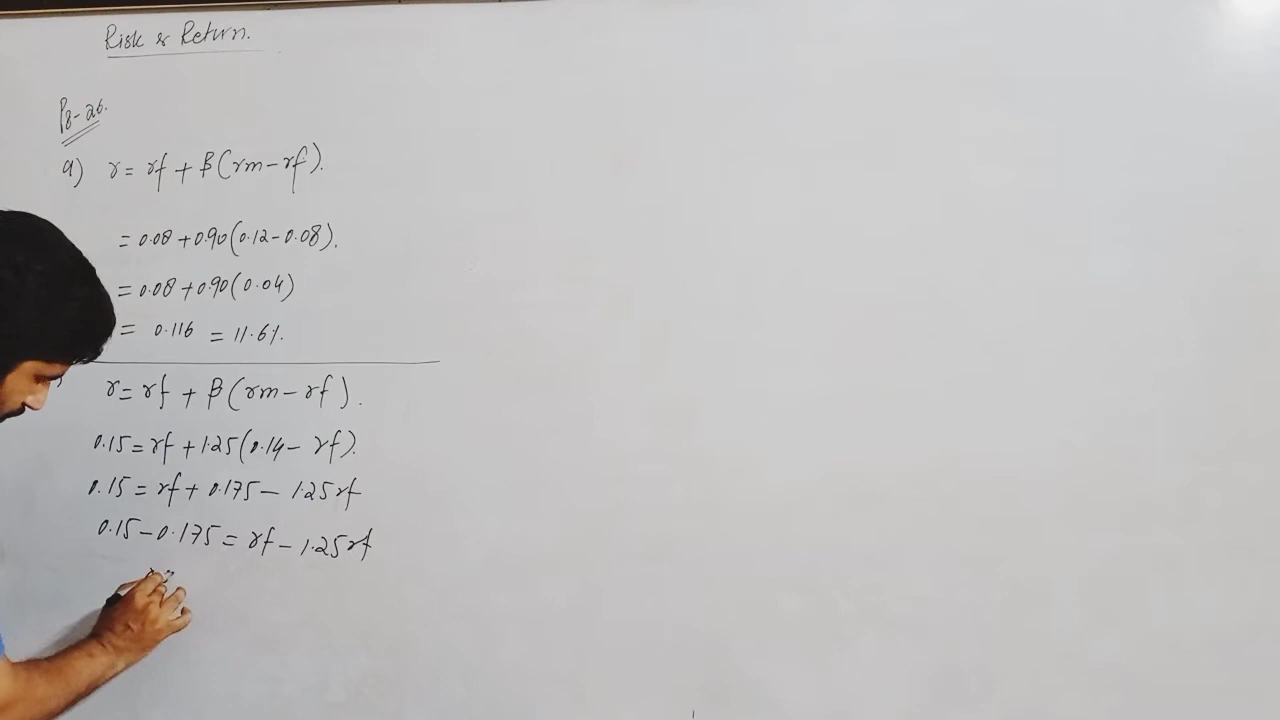 Risk & Return.
P8-26.
a) r = rf + β(rm - rf).
= 0.08 + 0.90(0.12 - 0.08).
= 0.08 + 0.90(0.04)
= 0.116 = 11.6%.
r = rf + β(rm - rf).
0.15 = rf + 1.25(0.14 - rf).
0.15 = rf + 0.175 - 1.25rf
0.15 - 0.175 = rf - 1.25rf